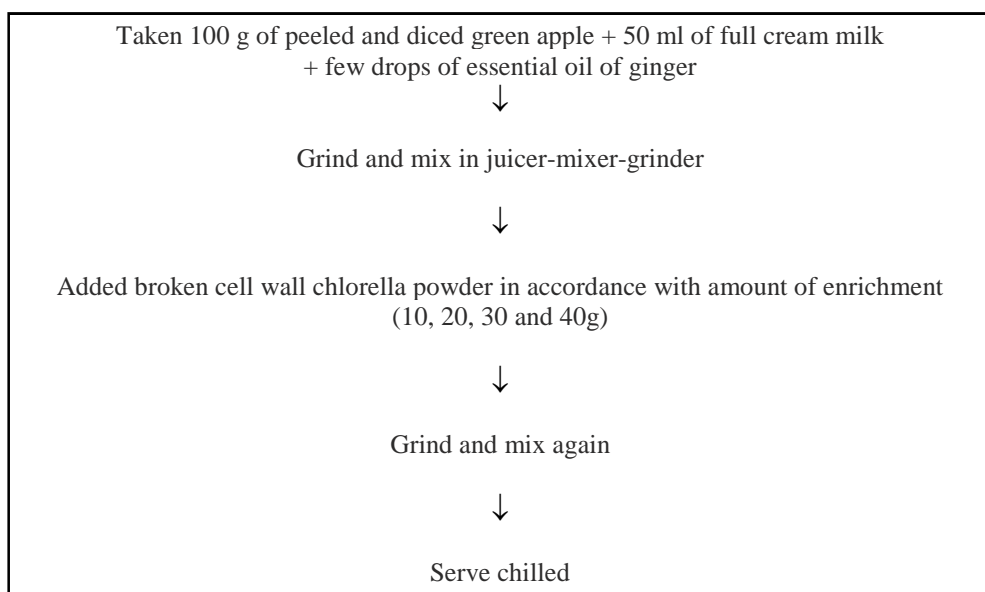 Taken 100 g of peeled and diced green apple + 50 ml of full cream milk
+ few drops of essential oil of ginger
↓
Grind and mix in juicer-mixer-grinder
↓
Added broken cell wall chlorella powder in accordance with amount of enrichment
(10, 20, 30 and 40g)
↓
Grind and mix again
↓
Serve chilled